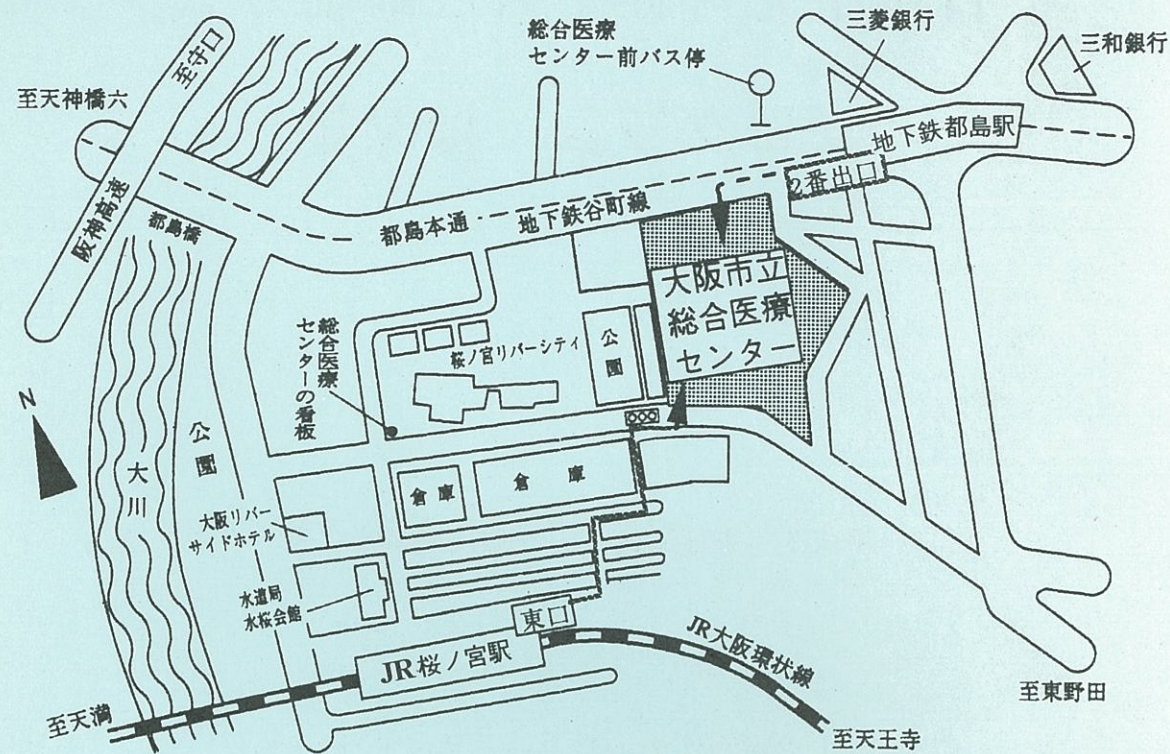 三菱銀行
三和銀行
総合医療
センター前バス停
至守口
至天神橋六
地下鉄都島駅
2番出口
阪神高速
都島橋
都島本通
地下鉄谷町線
大阪市立
総合医療
センター
総合医療
センターの看板
桜ノ宮リバーシティ
公園
N
公園
大川
倉庫
倉庫
大阪リバー
サイドホテル
水道局
水桜会館
東口
JR桜ノ宮駅
JR大阪環状線
至東野田
至天満
至天王寺